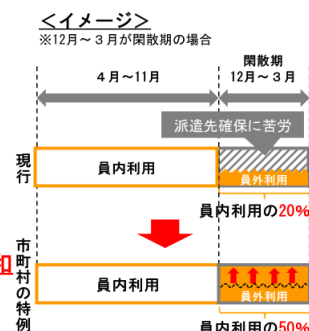 ＜イメージ＞
※12月～３月が閑散期の場合
閑散期
４月～11月
12月～３月
派遣先確保に苦労
現行
員内利用
員外利用
員内利用の20%
和
市町村の特例
員内利用
員外利用
員内利用の50%